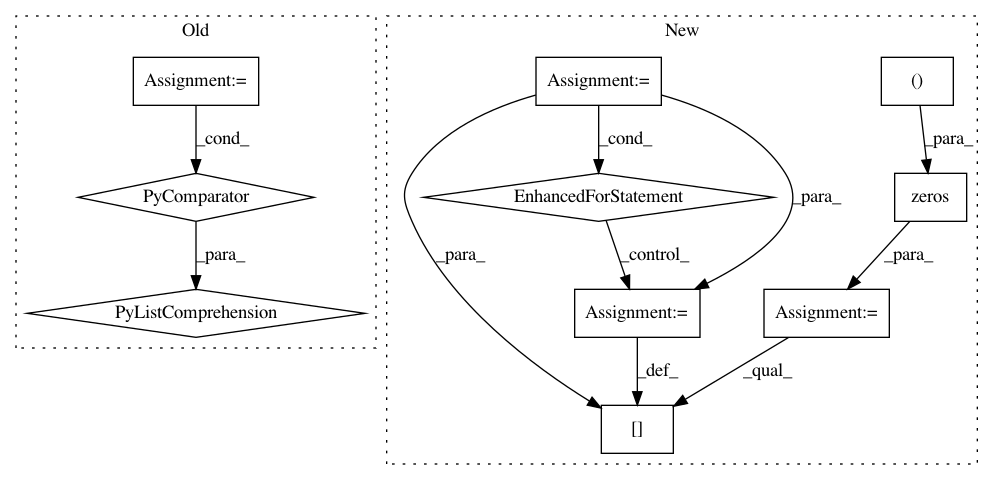 Old
New
Assignment:=
Assignment:=
()
_cond_
_cond_
_para_
PyComparator
EnhancedForStatement
zeros
_para_
_para_
_control_
_para_
_para_
PyListComprehension
Assignment:=
Assignment:=
_def_
_qual_
[]